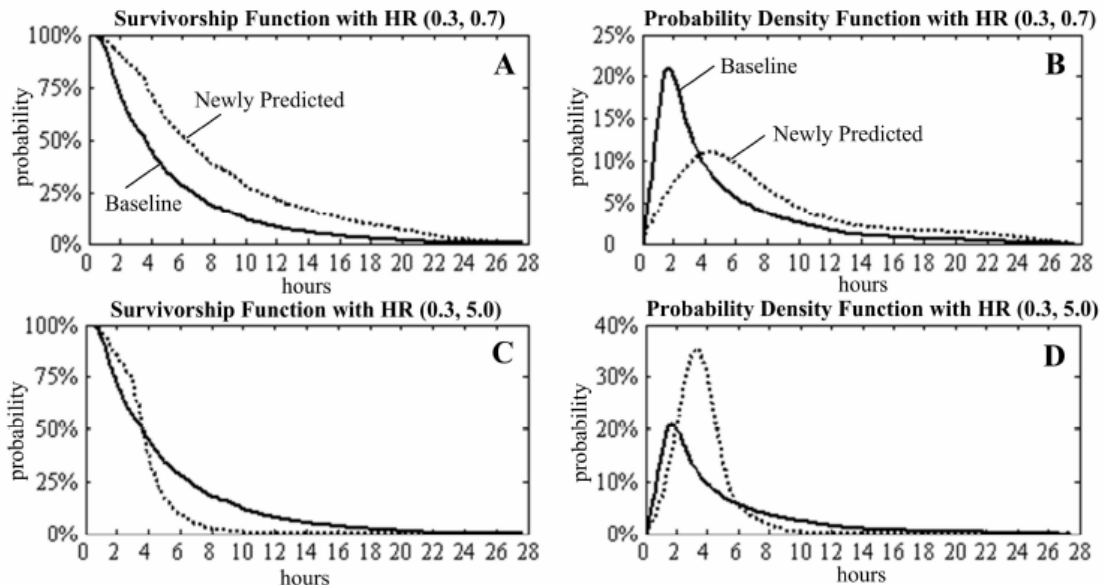 Survivorship Function with HR (0.3, 0.7)
100%
75%
50%
25%
0%
probability
A
Newly Predicted
Baseline
0 2 4 6 8 10 12 14 16 18 20 22 24 26 28
hours
Probability Density Function with HR (0.3, 0.7)
25%
20%
15%
10%
5%
0
probability
B
Baseline
Newly Predicted
0 2 4 6 8 10 12 14 16 18 20 22 24 26 28
hours
Survivorship Function with HR (0.3, 5.0)
100%
75%
50%
25%
0%
probability
C
0 2 4 6 8 10 12 14 16 18 20 22 24 26 28
hours
Probability Density Function with HR (0.3, 5.0)
40%
30%
20%
10%
0%
probability
D
0 2 4 6 8 10 12 14 16 18 20 22 24 26 28
hours